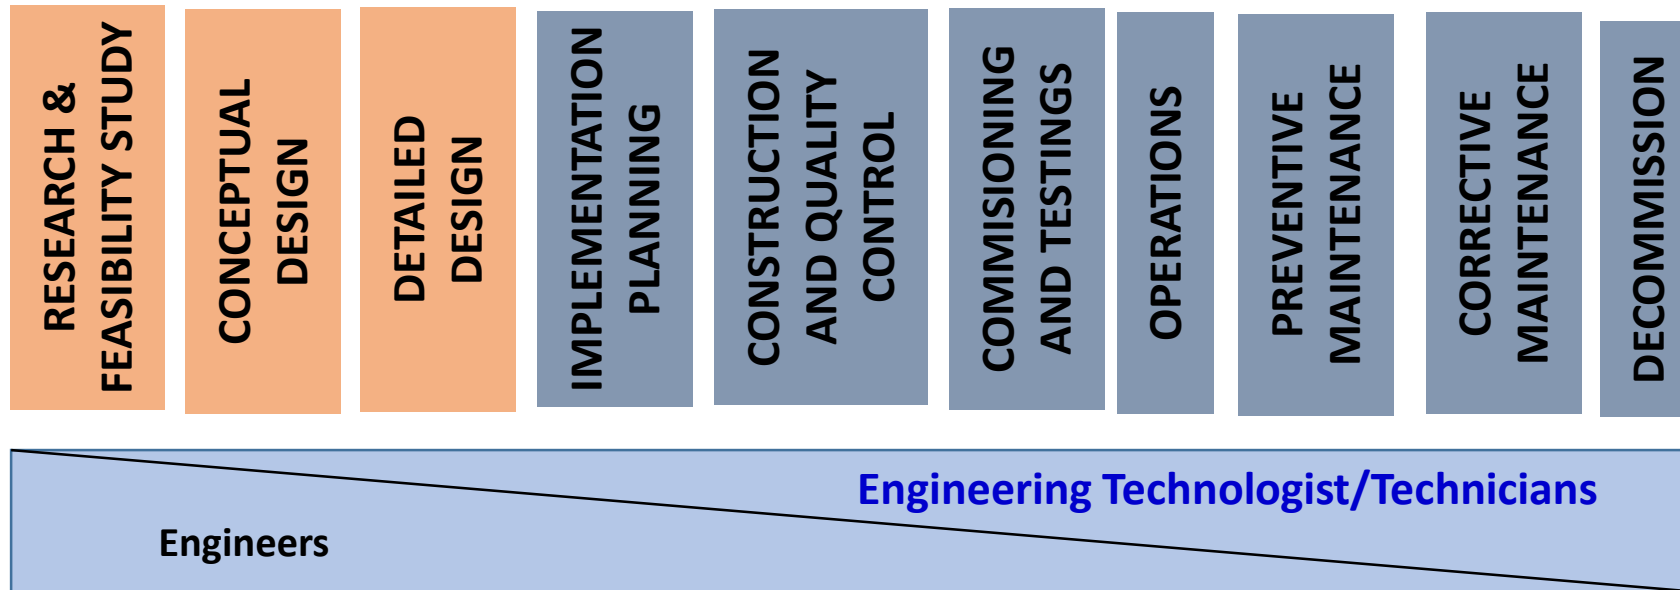 RESEARCH &
FEASIBILITY STUDY
CONCEPTUAL
DESIGN
DETAILED
DESIGN
IMPLEMENTATION
PLANNING
CONSTRUCTION
AND QUALITY
CONTROL
COMMISIONING
AND TESTINGS
OPERATIONS
PREVENTIVE
MAINTENANCE
CORRECTIVE
MAINTENANCE
DECOMMISSION
Engineering Technologist/Technicians
Engineers